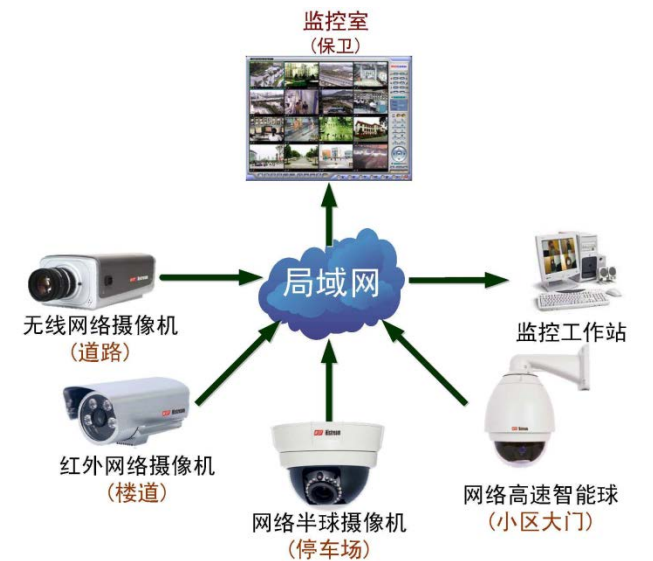 监控室
(保卫)
局域网
无线网络摄像机
(道路)
监控工作站
红外网络摄像机
(楼道)
网络半球摄像机
(停车场)
网络高速智能球
(小区大门)